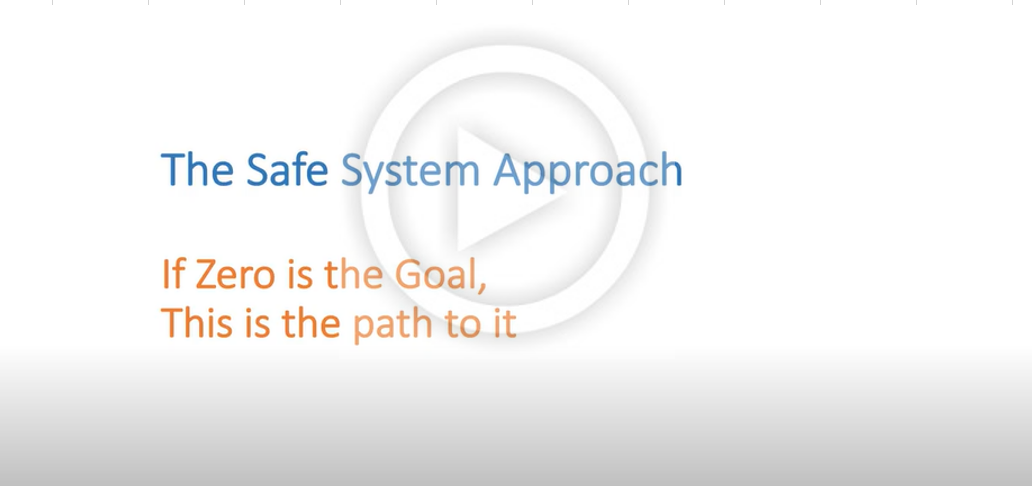 The Safe System Approach
If Zero is the Goal,
This is the path to it